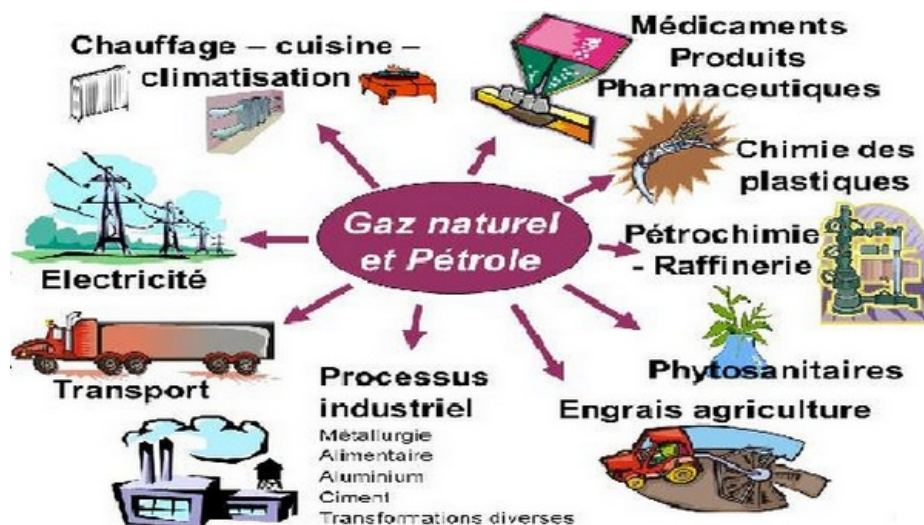 Chauffage – cuisine –
climatisation
Médicaments
Produits
Pharmaceutiques
Chimie des
plastiques
Gaz naturel
et Pétrole
Pétrochimie
- Raffinerie
Electricité
Transport
Processus
industriel
Métallurgie
Alimentaire
Aluminium
Ciment
Transformations diverses
Phytosanitaires
Engrais agriculture